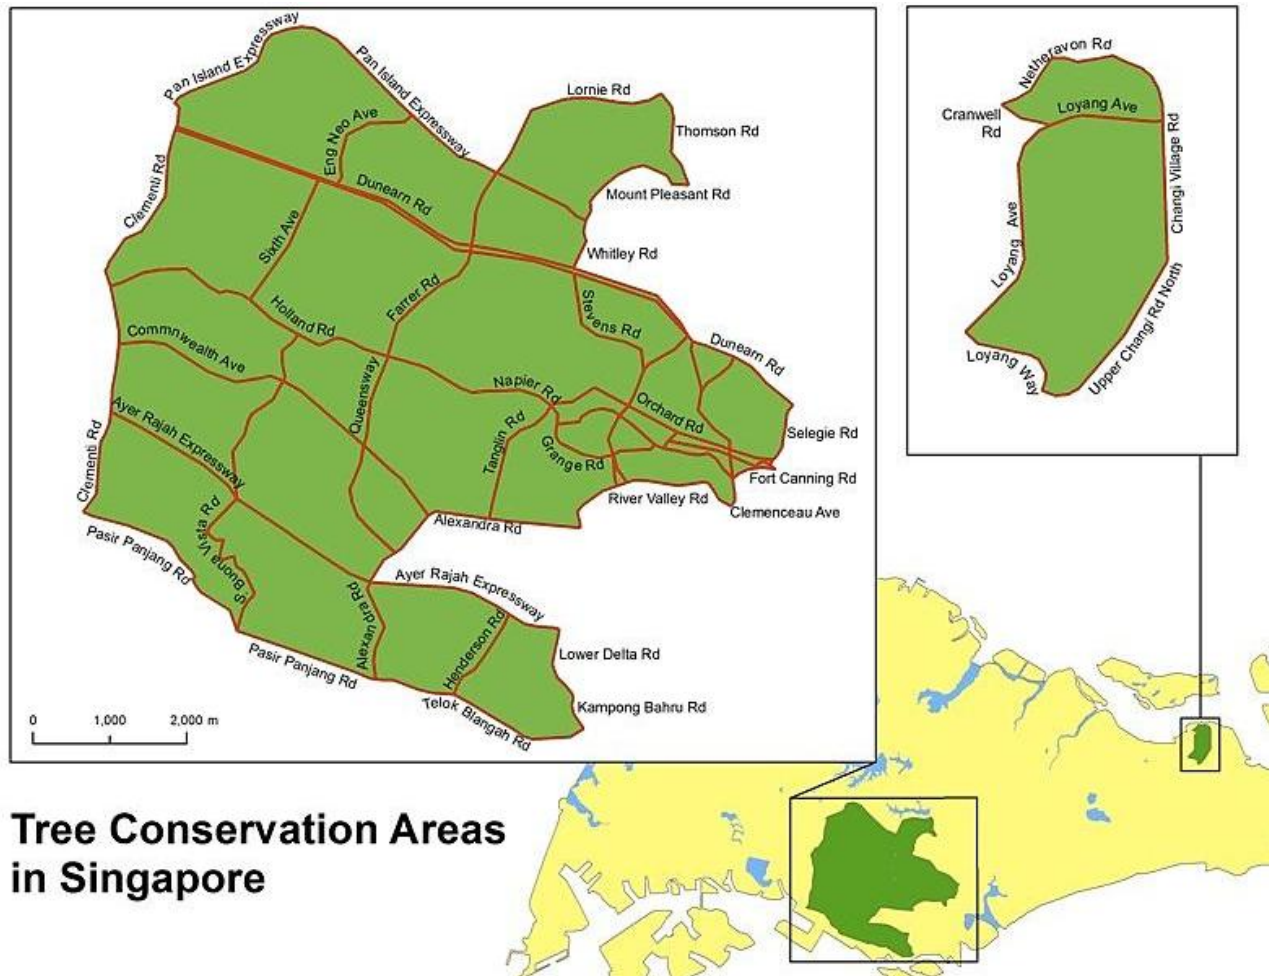 Pan Island Expressway
Pan Island Expressway
Lornie Rd
Thomson Rd
Eng Neo Ave
Mount Pleasant Rd
Clementi Rd
Dunearn Rd
Sixth Ave
Whitley Rd
Farrer Rd
Holland Rd
Stevens Rd
Commnwealth Ave
Dunearn Rd
Queensway
Napier Rd
Orchard Rd
Ayer Rajah Expressway
Tanglin Rd
Grange Rd
Selegie Rd
Clementi Rd
Fort Canning Rd
River Valley Rd
Clemenceau Ave
Alexandra Rd
Pasir Panjang Rd
S. Buona Vista Rd
Ayer Rajah Expressway
Alexandra Rd
Henderson Rd
Lower Delta Rd
Pasir Panjang Rd
Telok Blangah Rd
Kampong Bahru Rd
0 1,000 2,000 m
Netheravon Rd
Cranwell
Rd
Loyang Ave
Changi Village Rd
Loyang Ave
Loyang Way
Upper Changi Rd North
Tree Conservation Areas
in Singapore